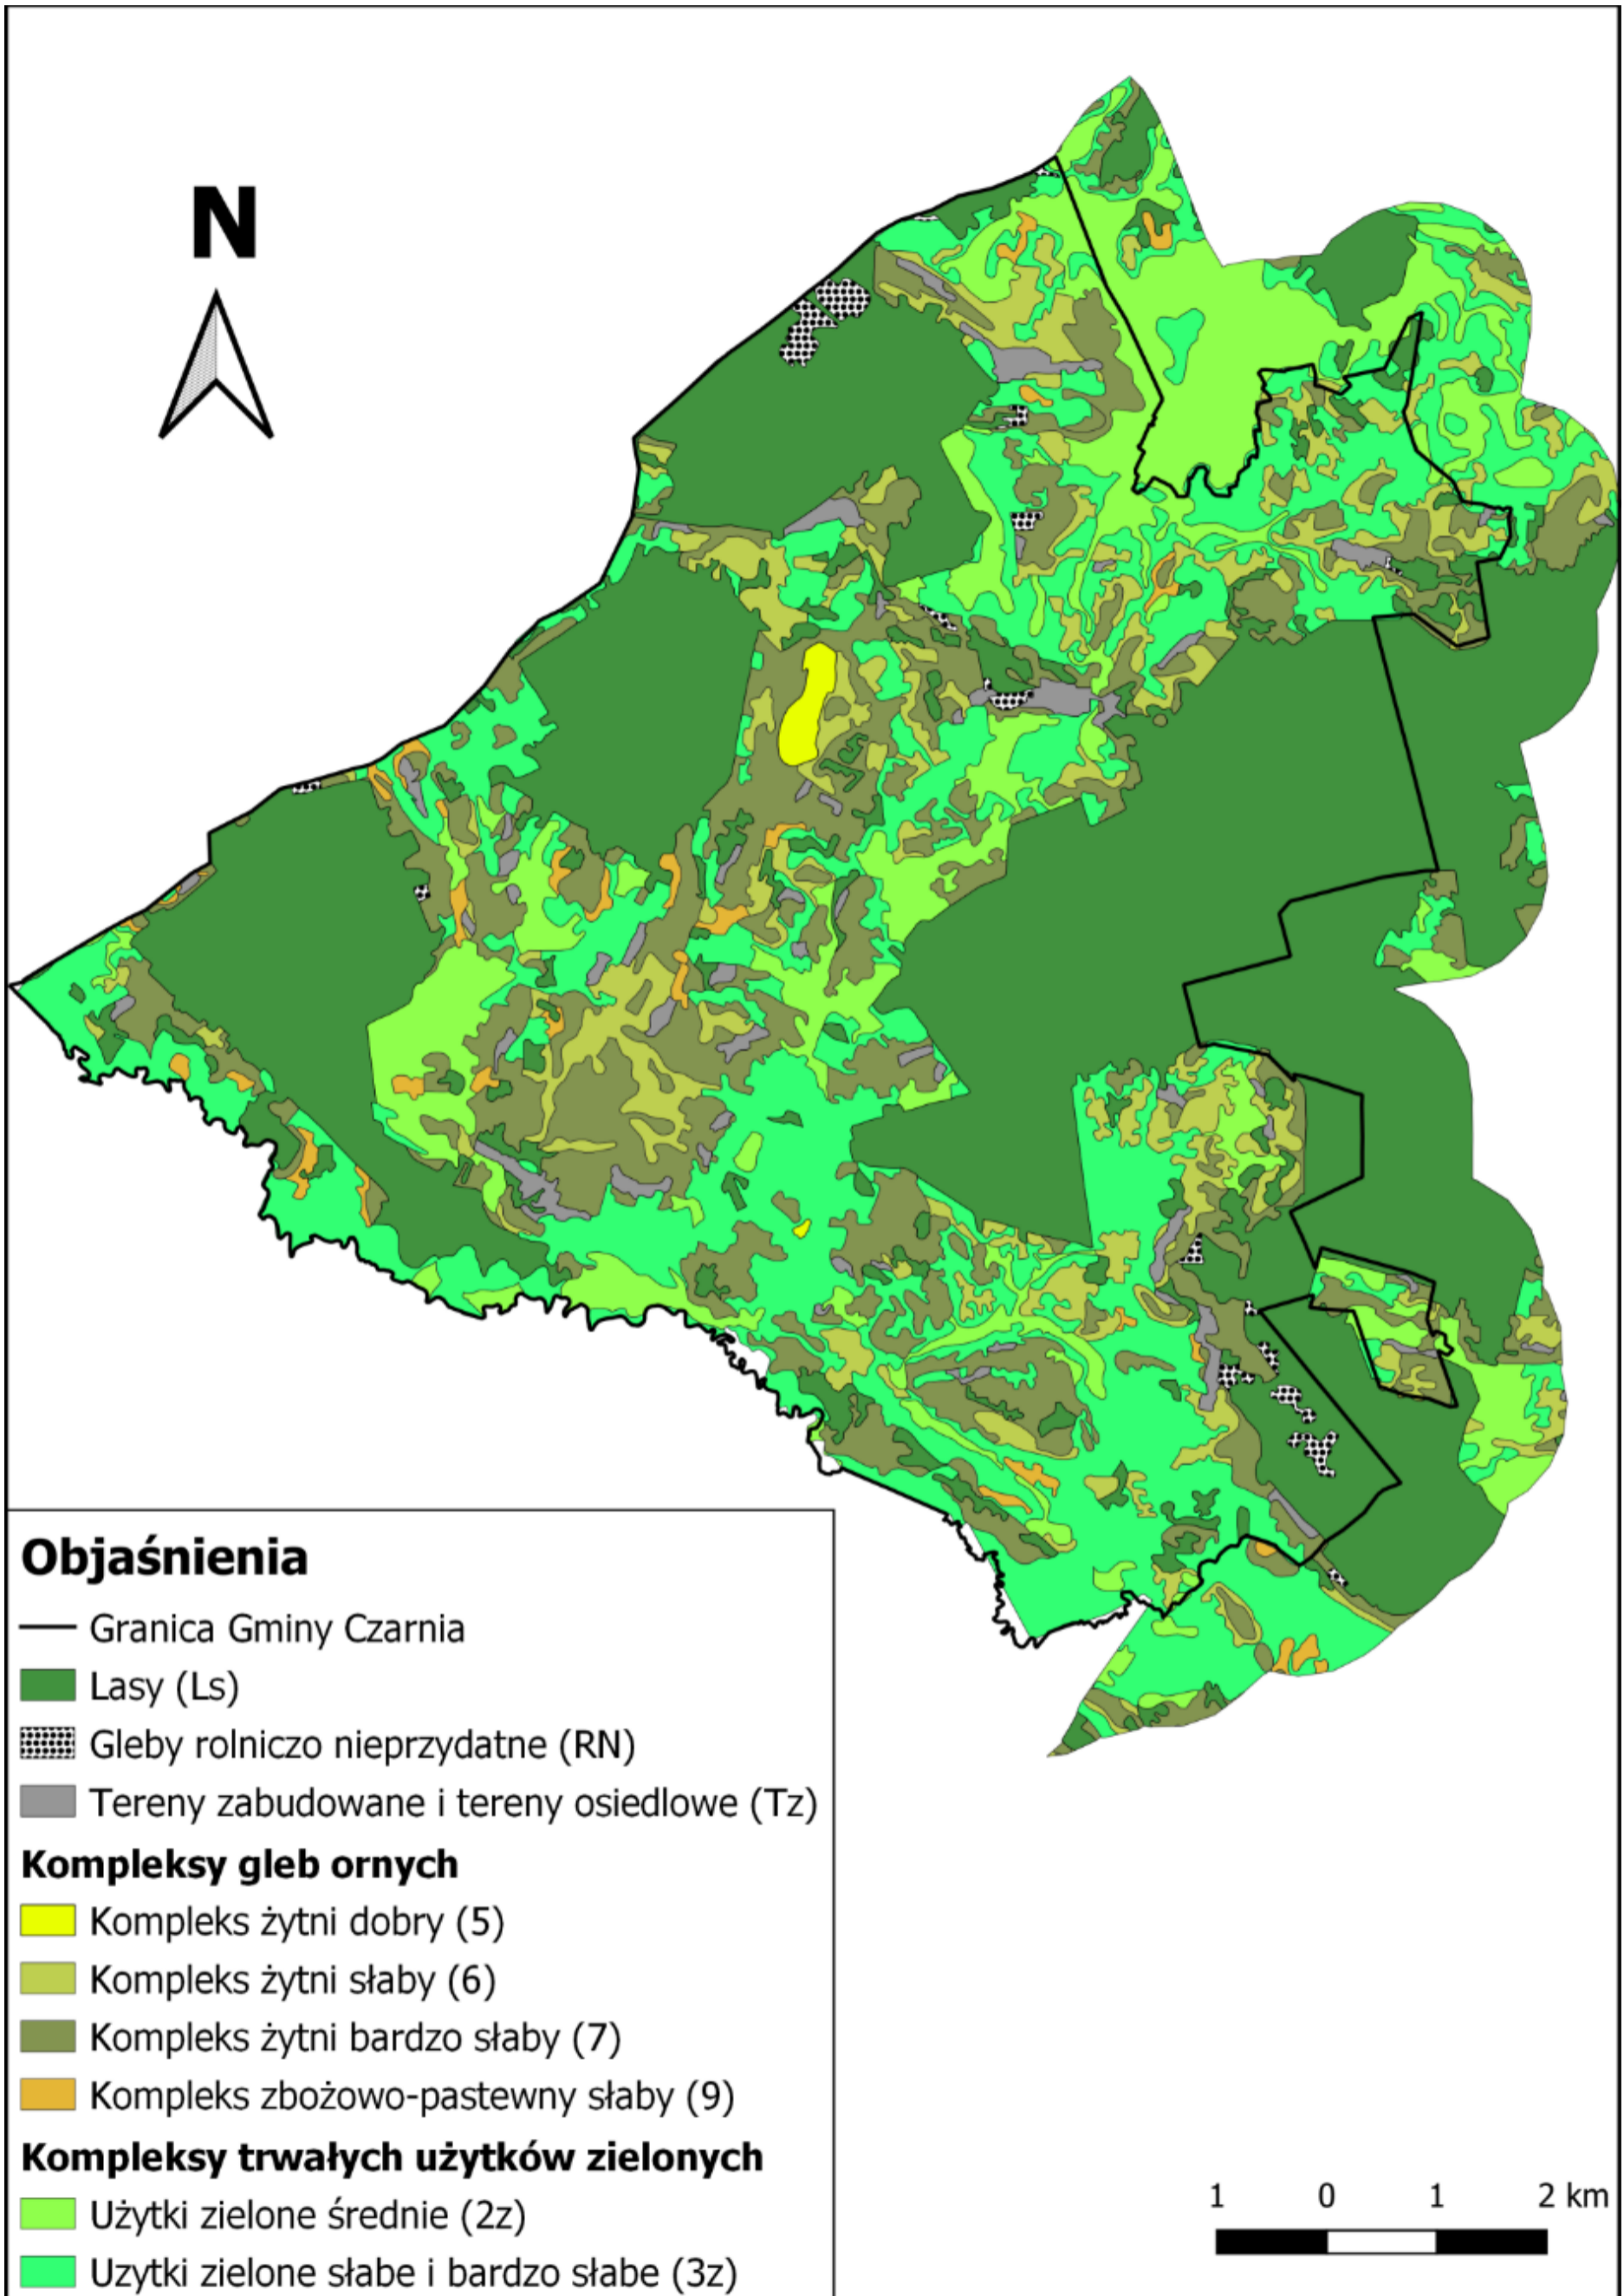 N
Objaśnienia
Granica Gminy Czarnia
Lasy (Ls)
Gleby rolniczo nieprzydatne (RN)
Tereny zabudowane i tereny osiedlowe (Tz)
Kompleksy gleb ornych
Kompleks żytni dobry (5)
Kompleks żytni słaby (6)
Kompleks żytni bardzo słaby (7)
Kompleks zbożowo-pastewny słaby (9)
Kompleksy trwałych użytków zielonych
Użytki zielone średnie (2z)
Uzytki zielone słabe i bardzo słabe (3z)
1 0 1 2 km